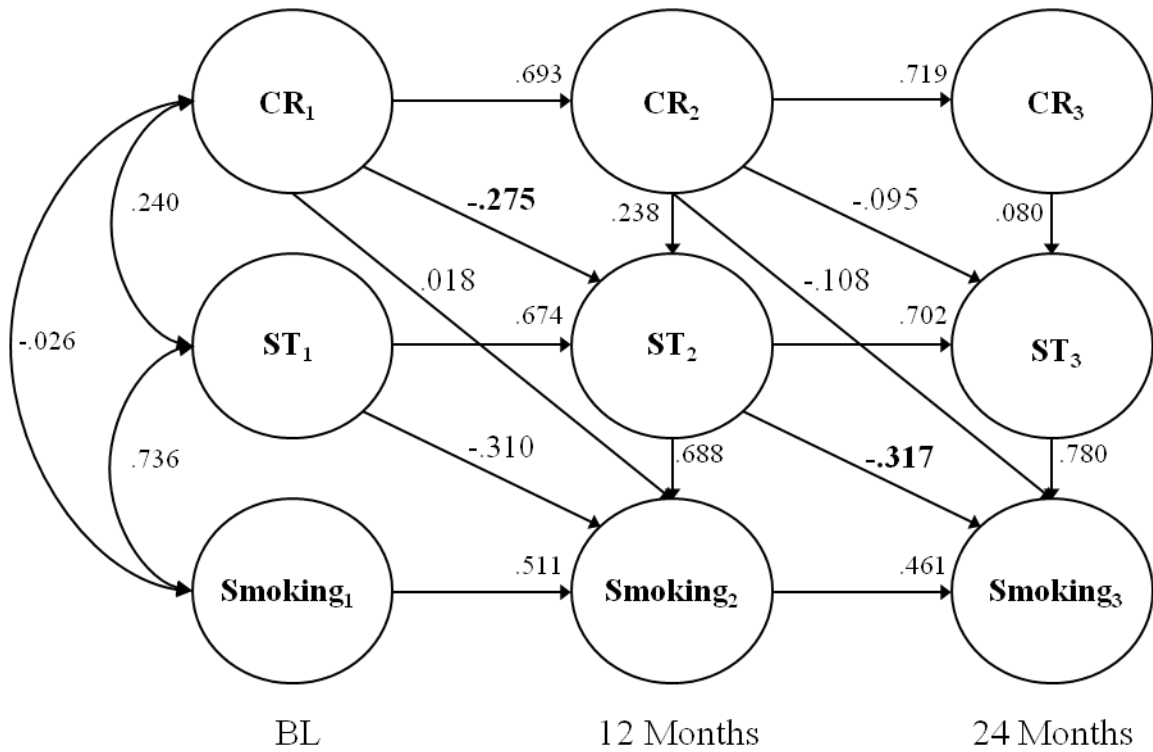 .693
.719
CR₁
CR₂
CR₃
.240
-.275
.238
-.095
.080
.018
-.108
.674
.702
-.026
ST₁
ST₂
ST₃
.736
-.310
.688
-.317
.780
.511
.461
Smoking₁
Smoking₂
Smoking₃
BL
12 Months
24 Months